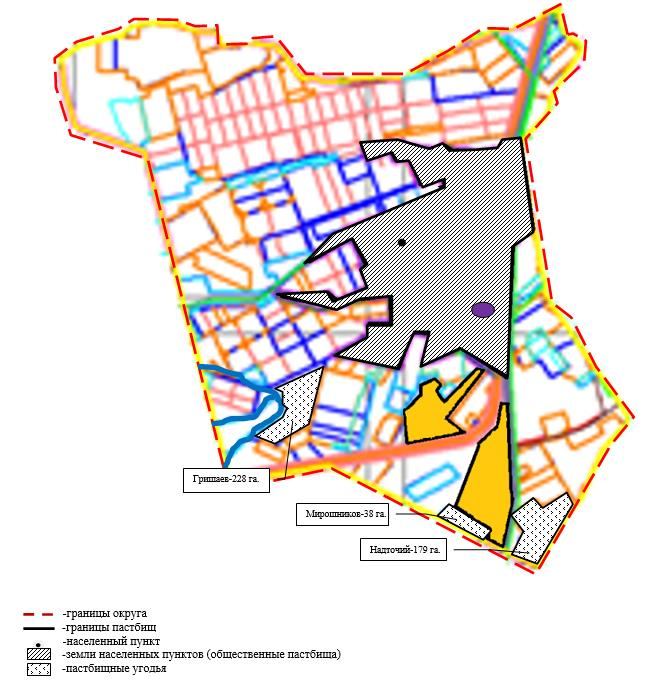 Гришаев-228 га.
Мирошников-38 га.
Надточий-179 га.
-границы округа
-границы пастбищ
-населенный пункт
-земли населенных пунктов (общественные пастбища)
-пастбищные угодья